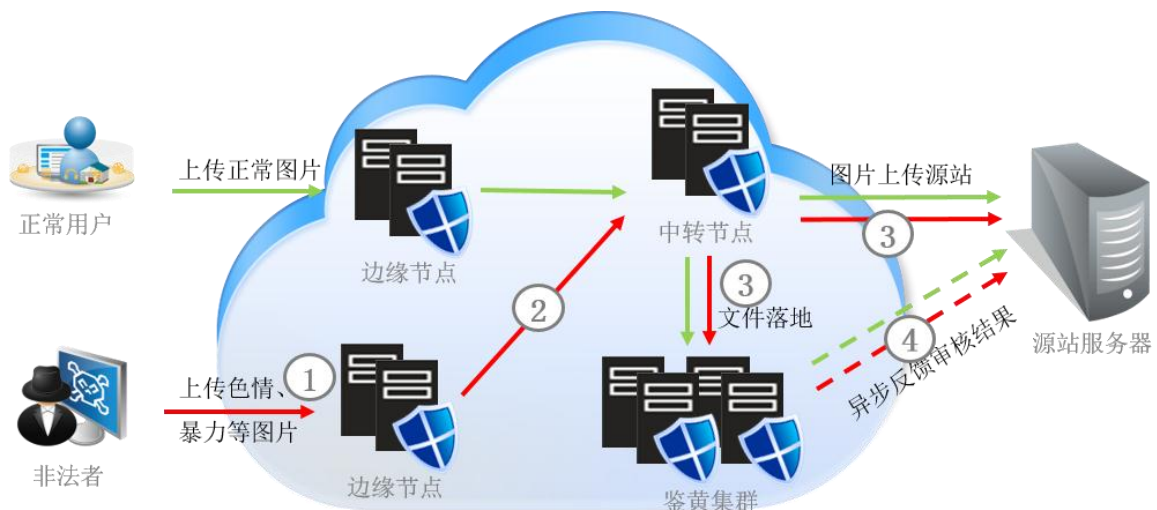 上传正常图片
正常用户
边缘节点
中转节点
图片上传源站
③
②
③
文件落地
源站服务器
①
上传色情、
暴力等图片
非法者
边缘节点
鉴黄集群
④
异步反馈审核结果